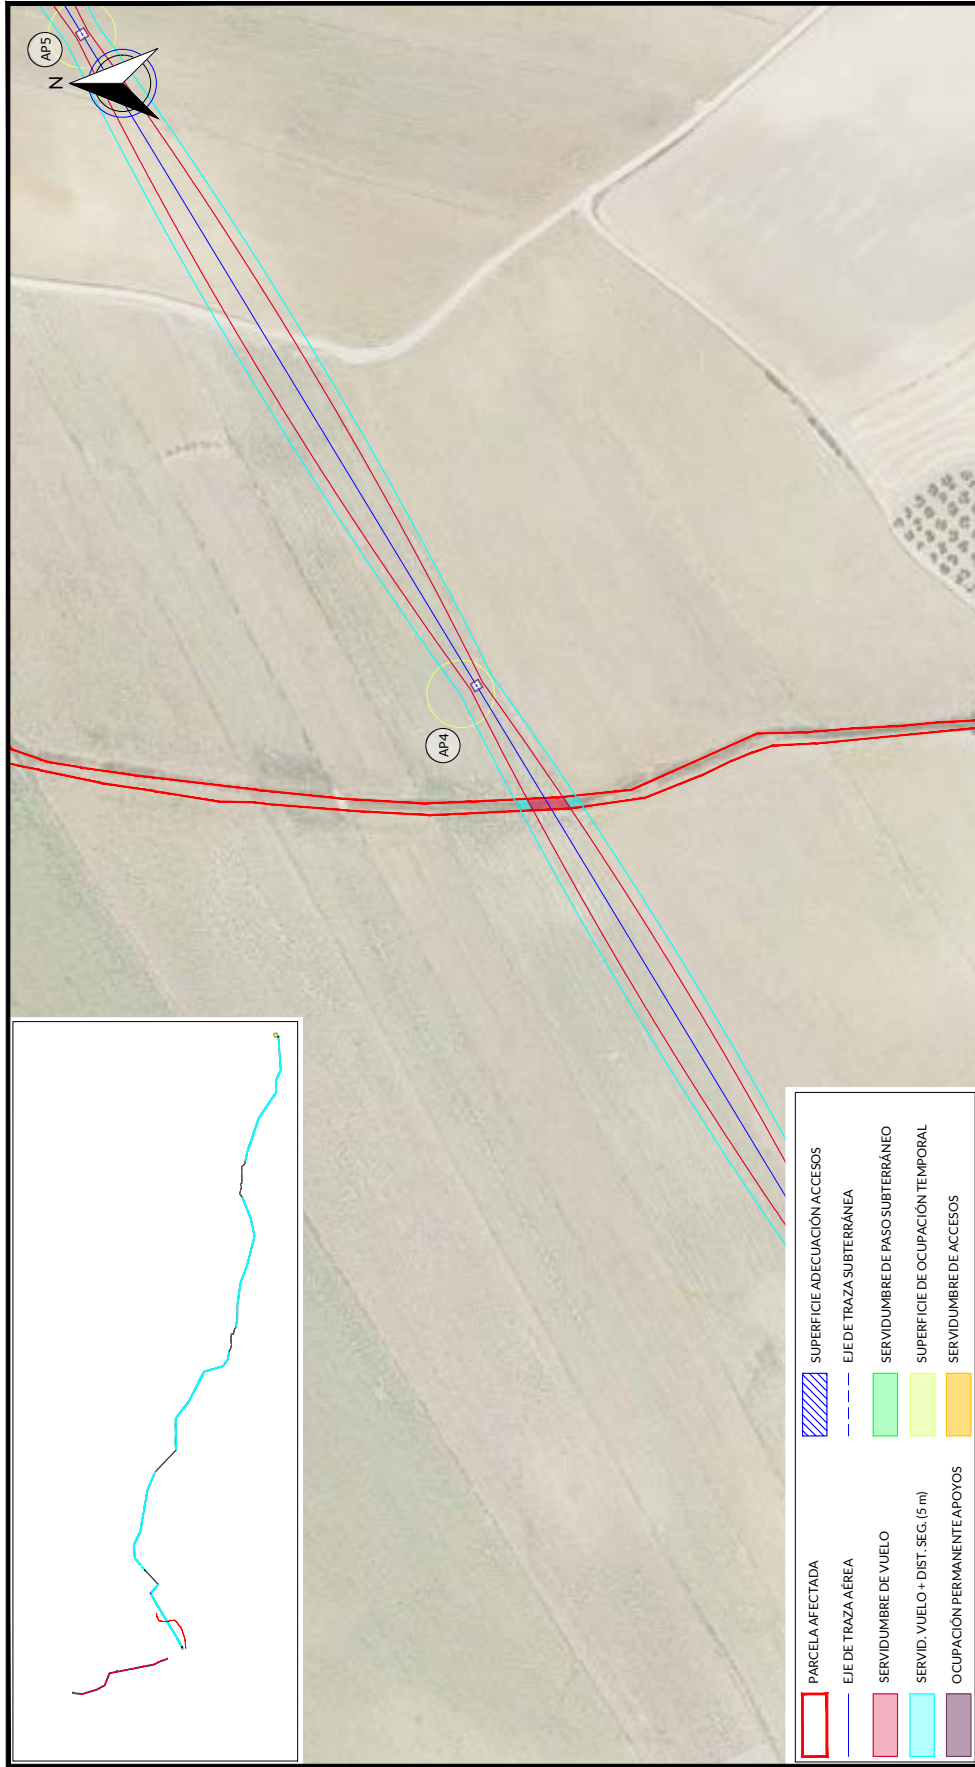 AP5
N
AP4
PARCELA AFECTADA
EJE DE TRAZA AÉREA
SERVIDUMBRE DE VUELO
SERVID. VUELO + DIST. SEG. (5 m)
OCUPACIÓN PERMANENTE APOYOS
SUPERFICIE ADECUACIÓN ACCESOS
EJE DE TRAZA SUBTERRÁNEA
SERVIDUMBRE DE PASO SUBTERRÁNEO
SUPERFICIE DE OCUPACIÓN TEMPORAL
SERVIDUMBRE DE ACCESOS